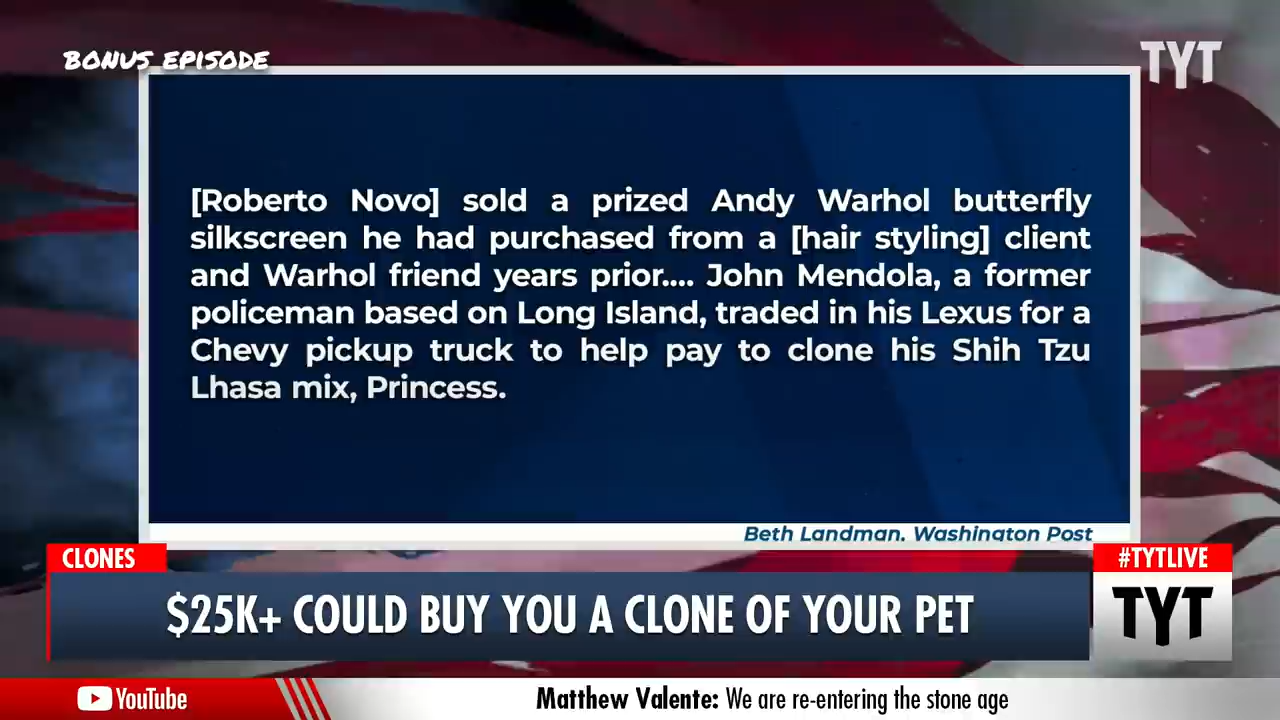 BONUS EPISODE
TYT
[Roberto Novo] sold a prized Andy Warhol butterfly
silkscreen he had purchased from a [hair styling] client
and Warhol friend years prior.... John Mendola, a former
policeman based on Long Island, traded in his Lexus for a
Chevy pickup truck to help pay to clone his Shih Tzu
Lhasa mix, Princess.
Beth Landman, Washington Post
CLONES
#TYTLIVE
$25K+ COULD BUY YOU A CLONE OF YOUR PET
TYT
YouTube
Matthew Valente: We are re-entering the stone age